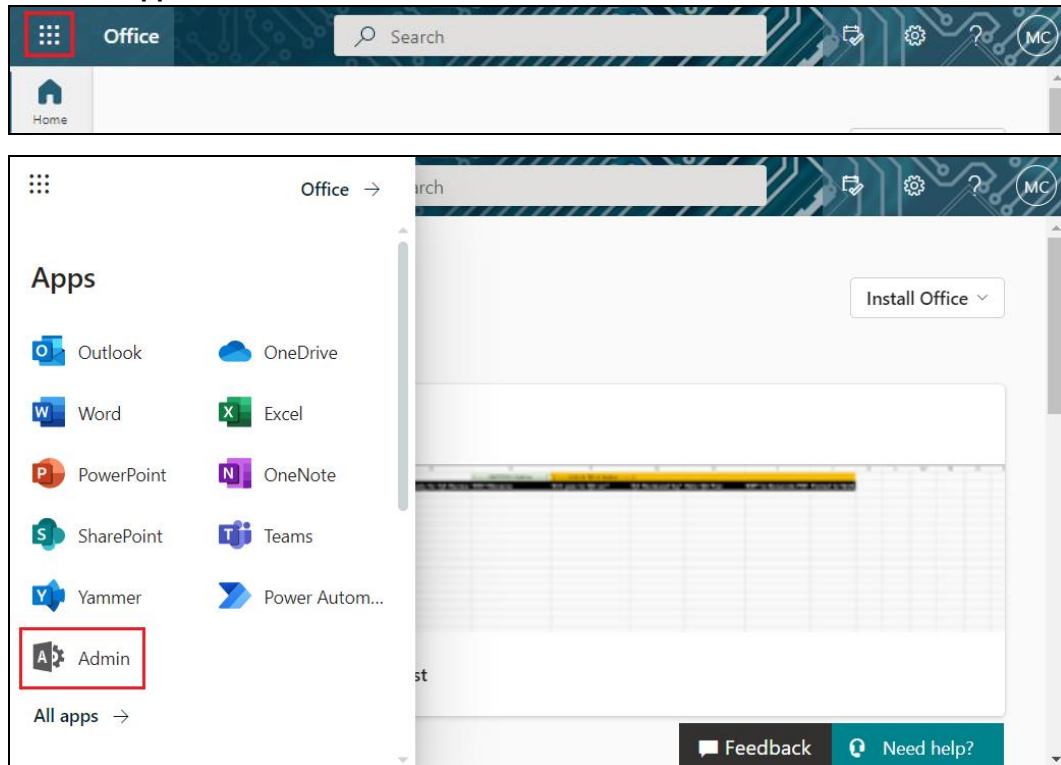 Office
Search
MC
Home
Office →
arch
MC
Apps
Install Office
Outlook
OneDrive
Word
Excel
PowerPoint
OneNote
SharePoint
Teams
Yammer
Power Autom...
Admin
st
All apps →
Feedback
Need help?